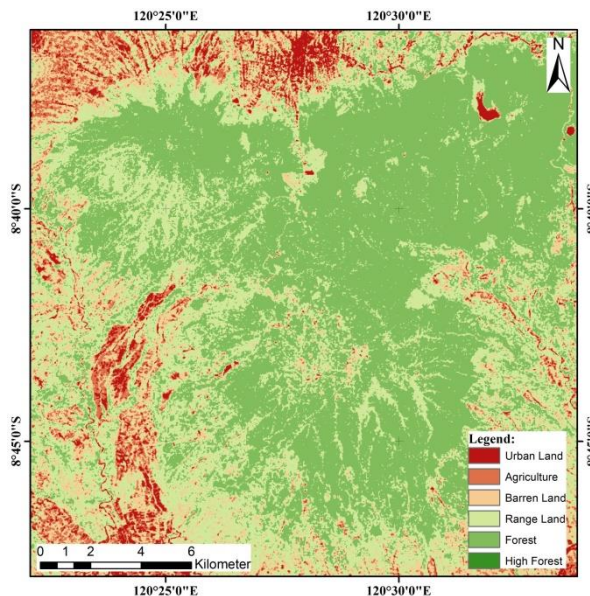 120°25'0"E 120°30'0"E
N
8°40'0"S
8°45'0"S
Legend:
Urban Land
Agriculture
Barren Land
Range Land
Forest
High Forest
0 1 2 4 6
Kilometer
120°25'0"E 120°30'0"E